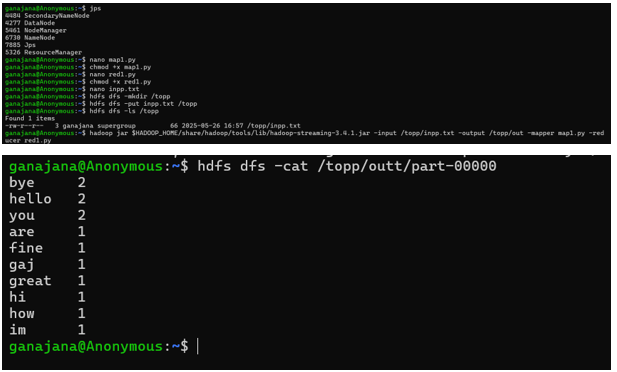 ganajana@Anonymous:~$ jps
4484 SecondaryNameNode
4277 DataNode
5461 NodeManager
6730 NameNode
7885 Jps
5326 ResourceManager
ganajana@Anonymous:~$ nano map1.py
ganajana@Anonymous:~$ chmod +x map1.py
ganajana@Anonymous:~$ nano red1.py
ganajana@Anonymous:~$ chmod +x red1.py
ganajana@Anonymous:~$ nano inpp.txt
ganajana@Anonymous:~$ hdfs dfs -mkdir /topp
ganajana@Anonymous:~$ hdfs dfs -put inpp.txt /topp
ganajana@Anonymous:~$ hdfs dfs -ls /topp
Found 1 items
-rw-r--r--   3 ganajana supergroup         66 2025-05-26 16:57 /topp/inpp.txt
ganajana@Anonymous:~$ hadoop jar $HADOOP_HOME/share/hadoop/tools/lib/hadoop-streaming-3.4.1.jar -input /topp/inpp.txt -output /topp/out -mapper map1.py -red
ucer red1.py
ganajana@Anonymous:~$ hdfs dfs -cat /topp/outt/part-00000
bye     2
hello   2
you     2
are     1
fine    1
gaj     1
great   1
hi      1
how     1
im      1
ganajana@Anonymous:~$